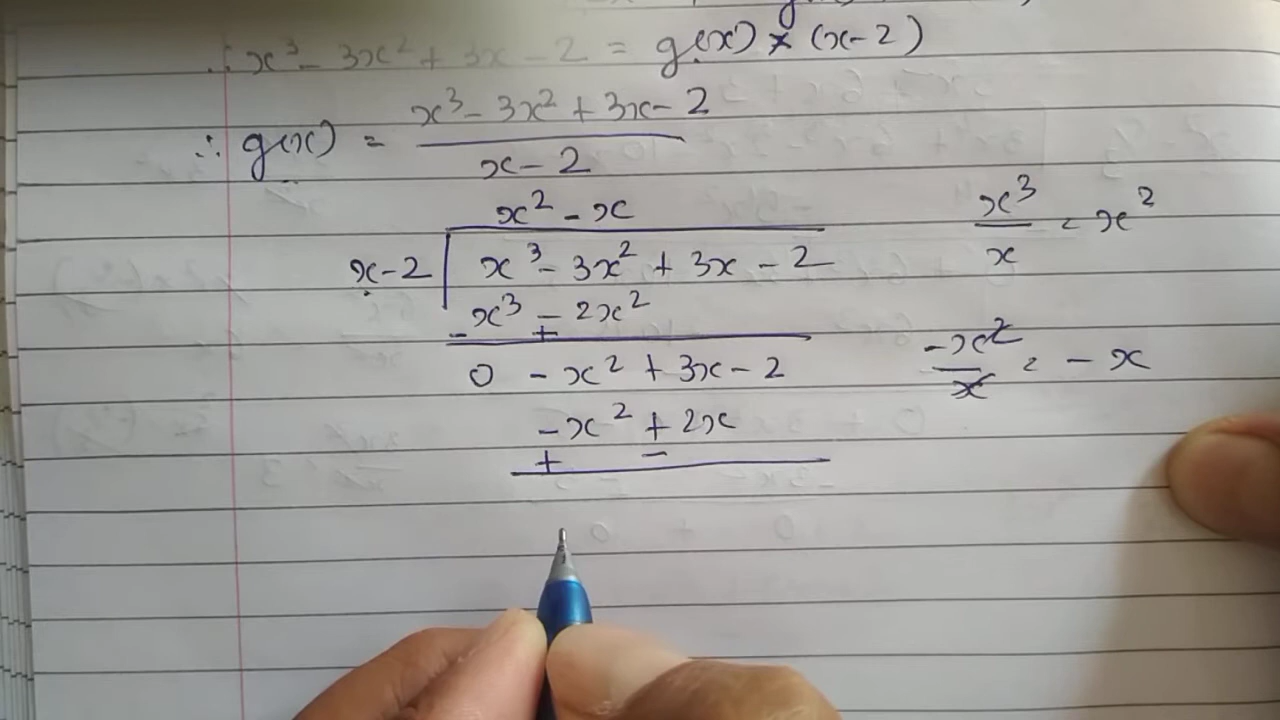 ∴ x³ - 3x² + 3x - 2 = g(x) × (x-2)
∴ g(x) = x³ - 3x² + 3x - 2
x - 2
x² - x
x³/x = x²
x-2 x³ - 3x² + 3x - 2
x³ - 2x²
- +
0 - x² + 3x - 2
-x²/x = - x
-x² + 2x
+ -